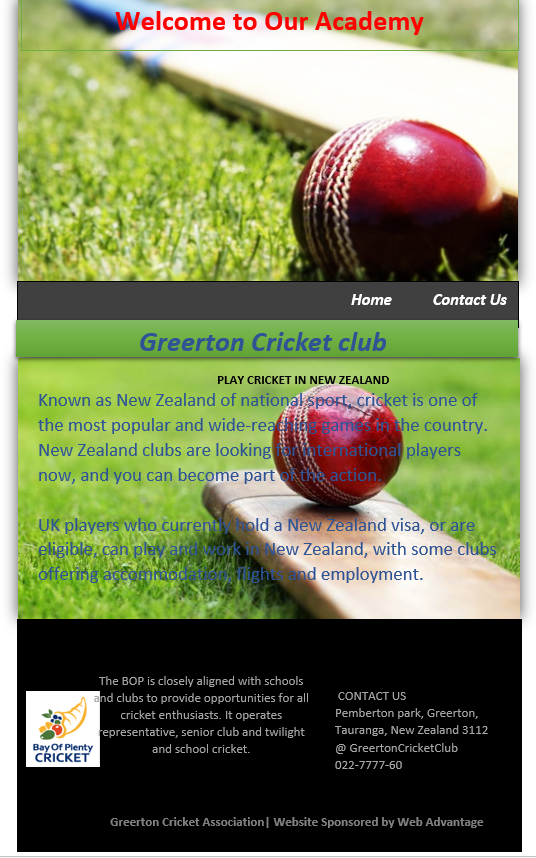 Welcome to Our Academy
Home Contact Us
Greerton Cricket club
PLAY CRICKET IN NEW ZEALAND
Known as New Zealand of national sport, cricket is one of
the most popular and wide-reaching games in the country.
New Zealand clubs are looking for international players
now, and you can become part of the action.
UK players who currently hold a New Zealand visa, or are
eligible, can play and work in New Zealand, with some clubs
offering accommodation, flights and employment.
The BOP is closely aligned with schools
and clubs to provide opportunities for all
cricket enthusiasts. It operates
representative, senior club and twilight
and school cricket.
Bay Of Plenty
CRICKET
CONTACT US
Pemberton park, Greerton,
Tauranga, New Zealand 3112
@ GreertonCricketClub
022-7777-60
Greerton Cricket Association| Website Sponsored by Web Advantage